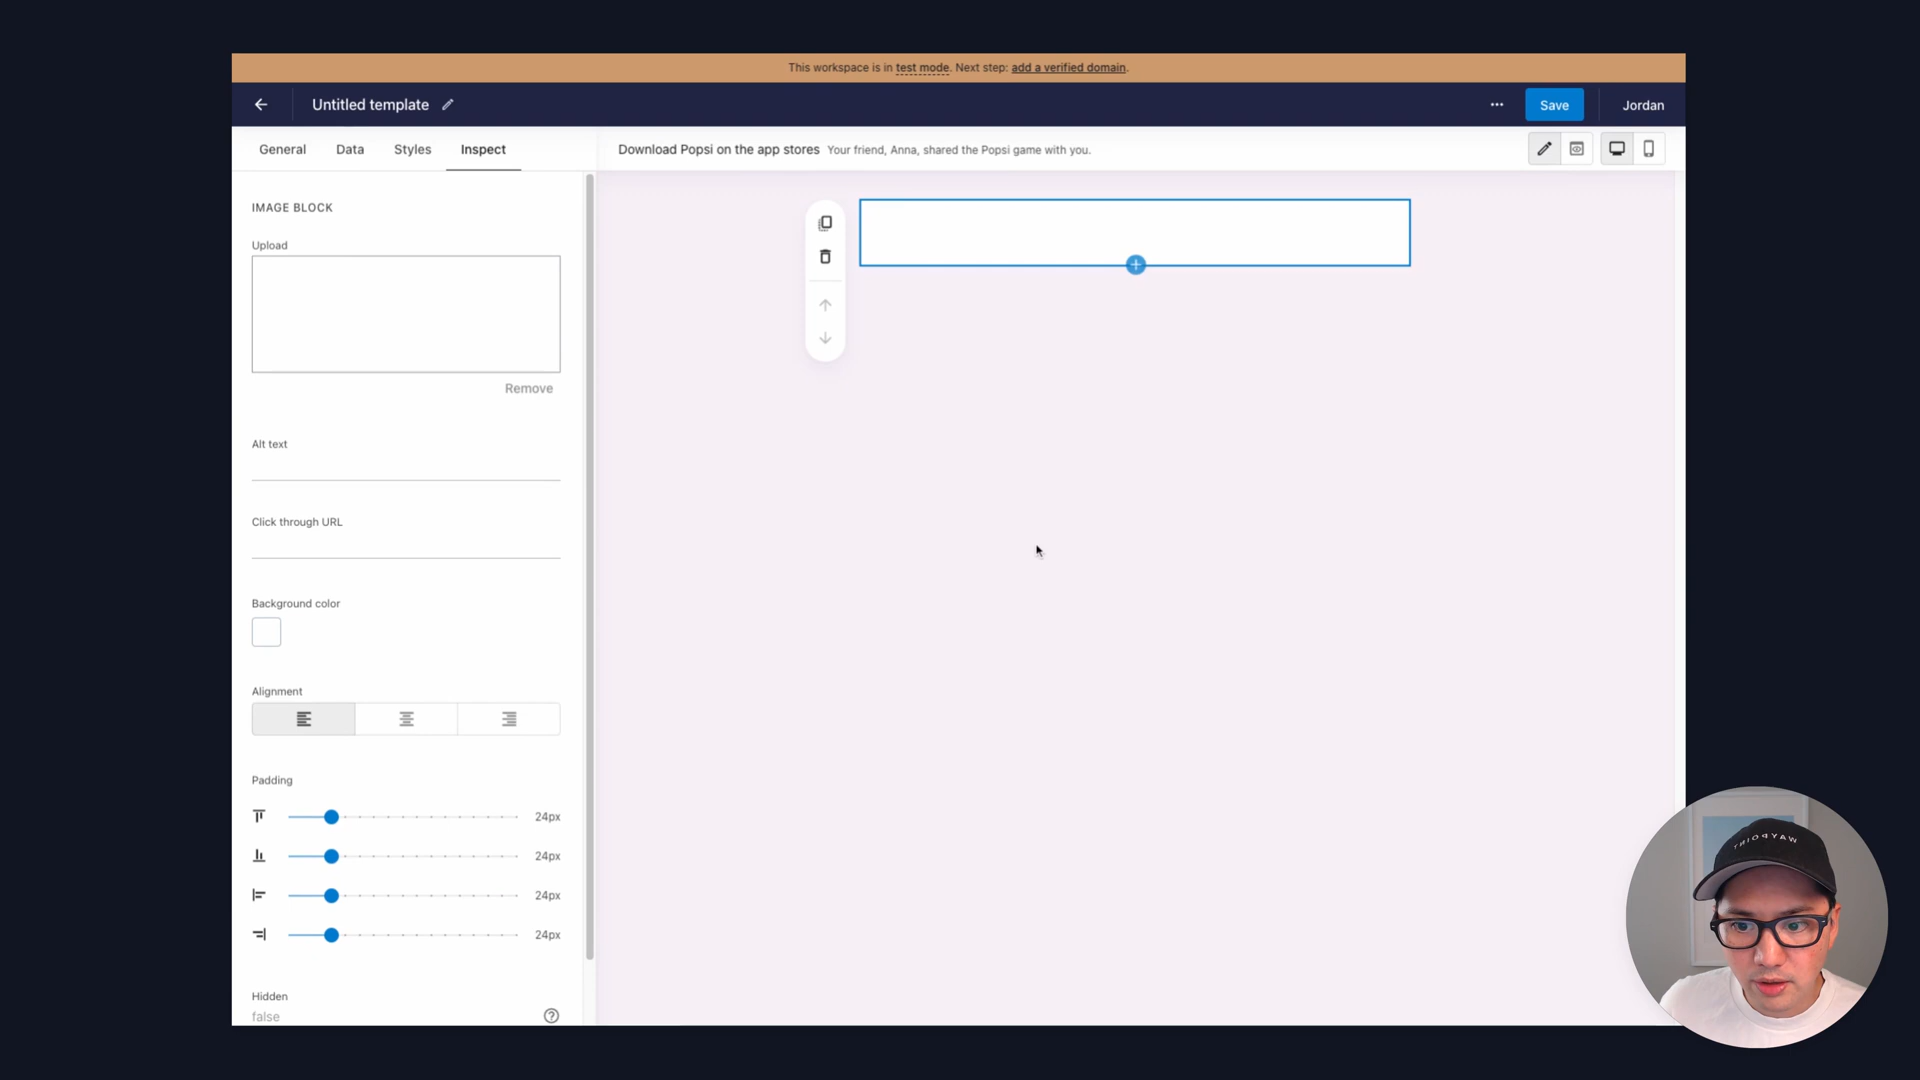 This workspace is in test mode. Next step: add a verified domain.
Untitled template
Save
Jordan
General
Data
Styles
Inspect
Download Popsi on the app stores Your friend, Anna, shared the Popsi game with you.
IMAGE BLOCK
Upload
Remove
Alt text
Click through URL
Background color
Alignment
Padding
24px
24px
24px
24px
Hidden
false
WAYPOINT